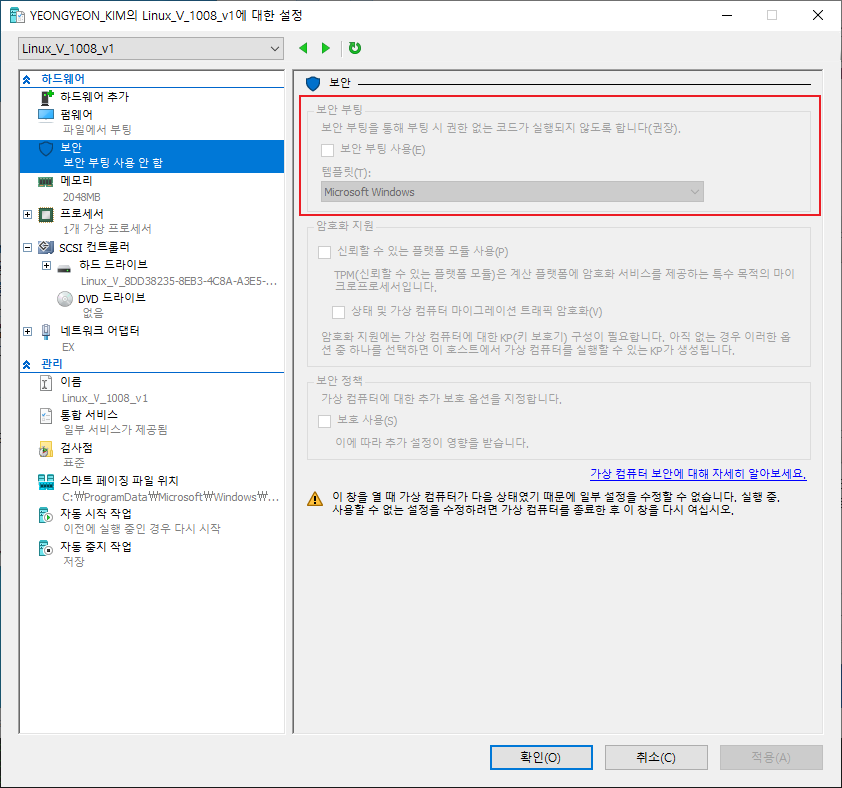 YEONGYEON_KIM의 Linux_V_1008_v1에 대한 설정
Linux_V_1008_v1
하드웨어
하드웨어 추가
펌웨어
파일에서 부팅
보안
보안 부팅 사용 안 함
메모리
2048MB
프로세서
1개 가상 프로세서
SCSI 컨트롤러
하드 드라이브
Linux_V_8DD38235-8EB3-4C8A-A3E5-...
DVD 드라이브
없음
네트워크 어댑터
EX
관리
이름
Linux_V_1008_v1
통합 서비스
일부 서비스가 제공됨
검사점
표준
스마트 페이징 파일 위치
C:₩ProgramData₩Microsoft₩Windows₩...
자동 시작 작업
이전에 실행 중인 경우 다시 시작
자동 중지 작업
저장
보안
보안 부팅
보안 부팅을 통해 부팅 시 권한 없는 코드가 실행되지 않도록 합니다(권장).
보안 부팅 사용(E)
템플릿(T):
Microsoft Windows
암호화 지원
신뢰할 수 있는 플랫폼 모듈 사용(P)
TPM(신뢰할 수 있는 플랫폼 모듈)은 계산 플랫폼에 암호화 서비스를 제공하는 특수 목적의 마이
크로프로세서입니다.
상태 및 가상 컴퓨터 마이그레이션 트래픽 암호화(V)
암호화 지원에는 가상 컴퓨터에 대한 KP(키 보호기) 구성이 필요합니다. 아직 없는 경우 이러한 옵
션 중 하나를 선택하면 이 호스트에서 가상 컴퓨터를 실행할 수 있는 KP가 생성됩니다.
보안 정책
가상 컴퓨터에 대한 추가 보호 옵션을 지정합니다.
보호 사용(S)
이에 따라 추가 설정이 영향을 받습니다.
가상 컴퓨터 보안에 대해 자세히 알아보세요.
이 창을 열 때 가상 컴퓨터가 다음 상태였기 때문에 일부 설정을 수정할 수 없습니다. 실행 중.
사용할 수 없는 설정을 수정하려면 가상 컴퓨터를 종료한 후 이 창을 다시 여십시오.
확인(O)
취소(C)
적용(A)